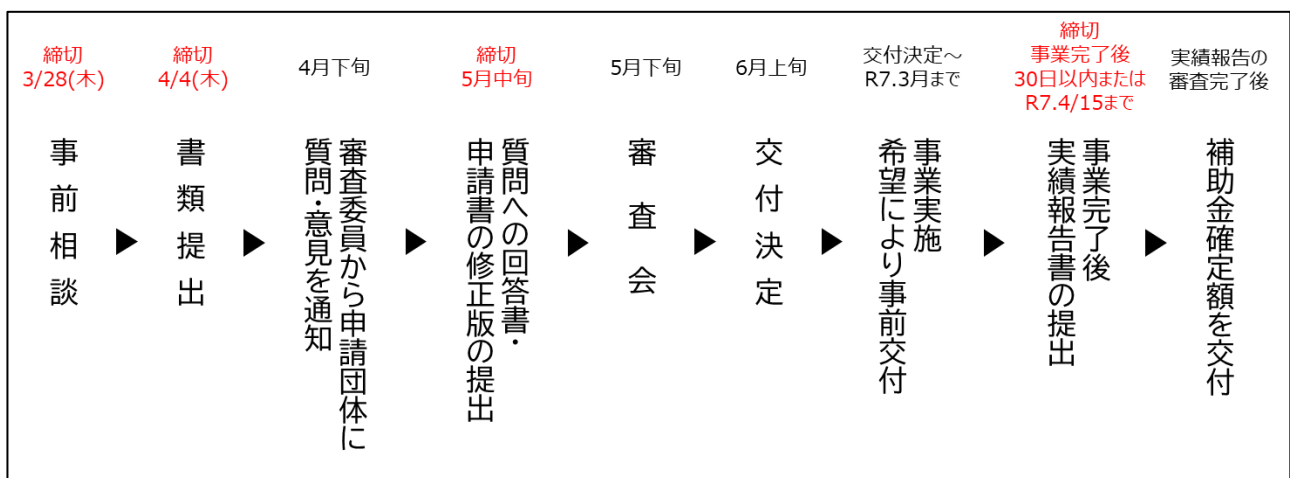 締切
3/28(木)
事前相談
▶
締切
4/4(木)
書類提出
▶
4月下旬
審査委員から申請団体に
質問・意見を通知
▶
締切
5月中旬
質問への回答書・
申請書の修正版の提出
▶
5月下旬
審査会
▶
6月上旬
交付決定
▶
交付決定～
R7.3月まで
事業実施
希望により事前交付
▶
締切
事業完了後
30日以内または
R7.4/15まで
事業完了後
実績報告書の提出
▶
実績報告の
審査完了後
補助金確定額を交付